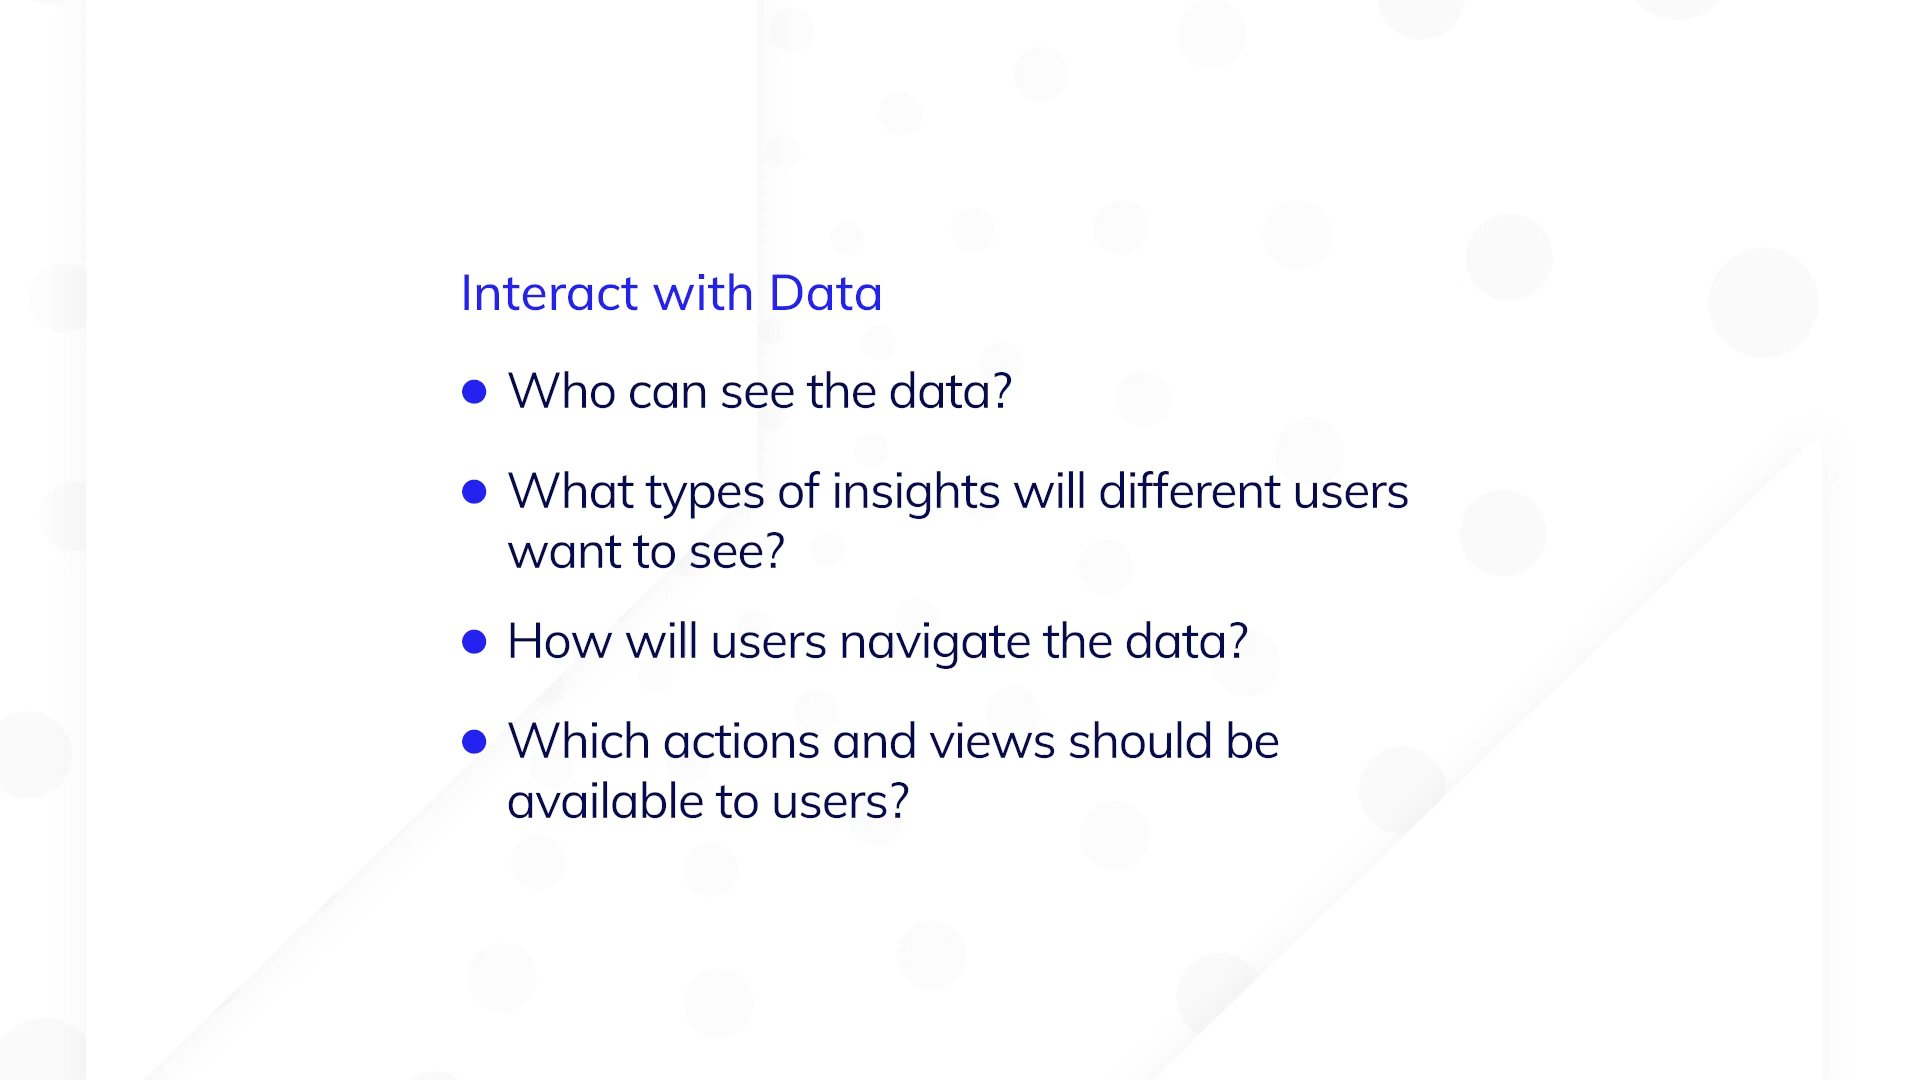 Interact with Data
Who can see the data?
What types of insights will different users
want to see?
How will users navigate the data?
Which actions and views should be
available to users?